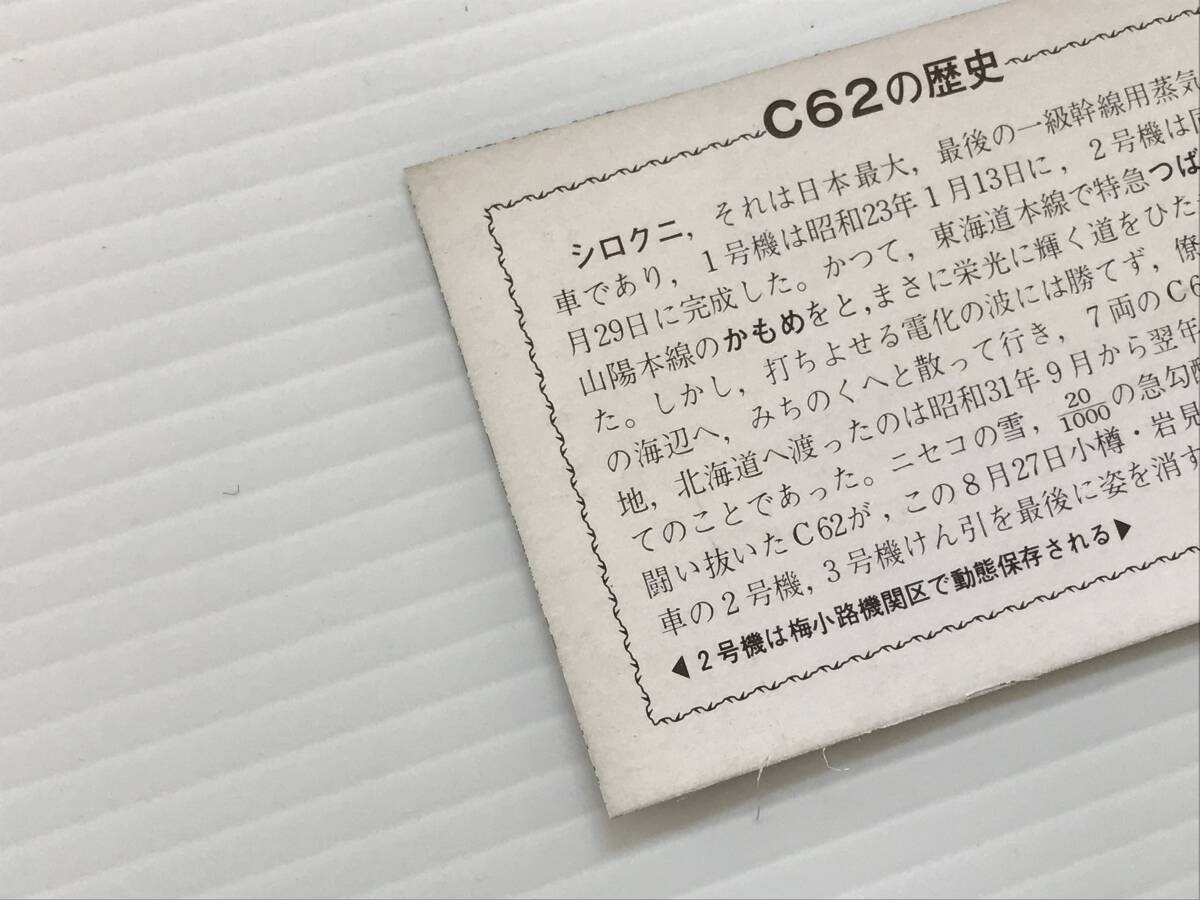 C62の歴史
シロクニ，それは日本最大，最後の一級幹線用蒸気
車であり，1号機は昭和23年1月13日に，2号機は同
月29日に完成した。かつて，東海道本線で特急つば
山陽本線のかもめをと，まさに栄光に輝く道をひた
た。しかし，打ちよせる電化の波には勝てず，僚
の海辺へ，みちのくへと散って行き，7両のC6
地，北海道へ渡ったのは昭和31年9月から翌年
てのことであった。ニセコの雪，20/1000の急勾配
闘い抜いたC62が，この8月27日小樽・岩見
車の2号機，3号機けん引を最後に姿を消す
◀2号機は梅小路機関区で動態保存される▶